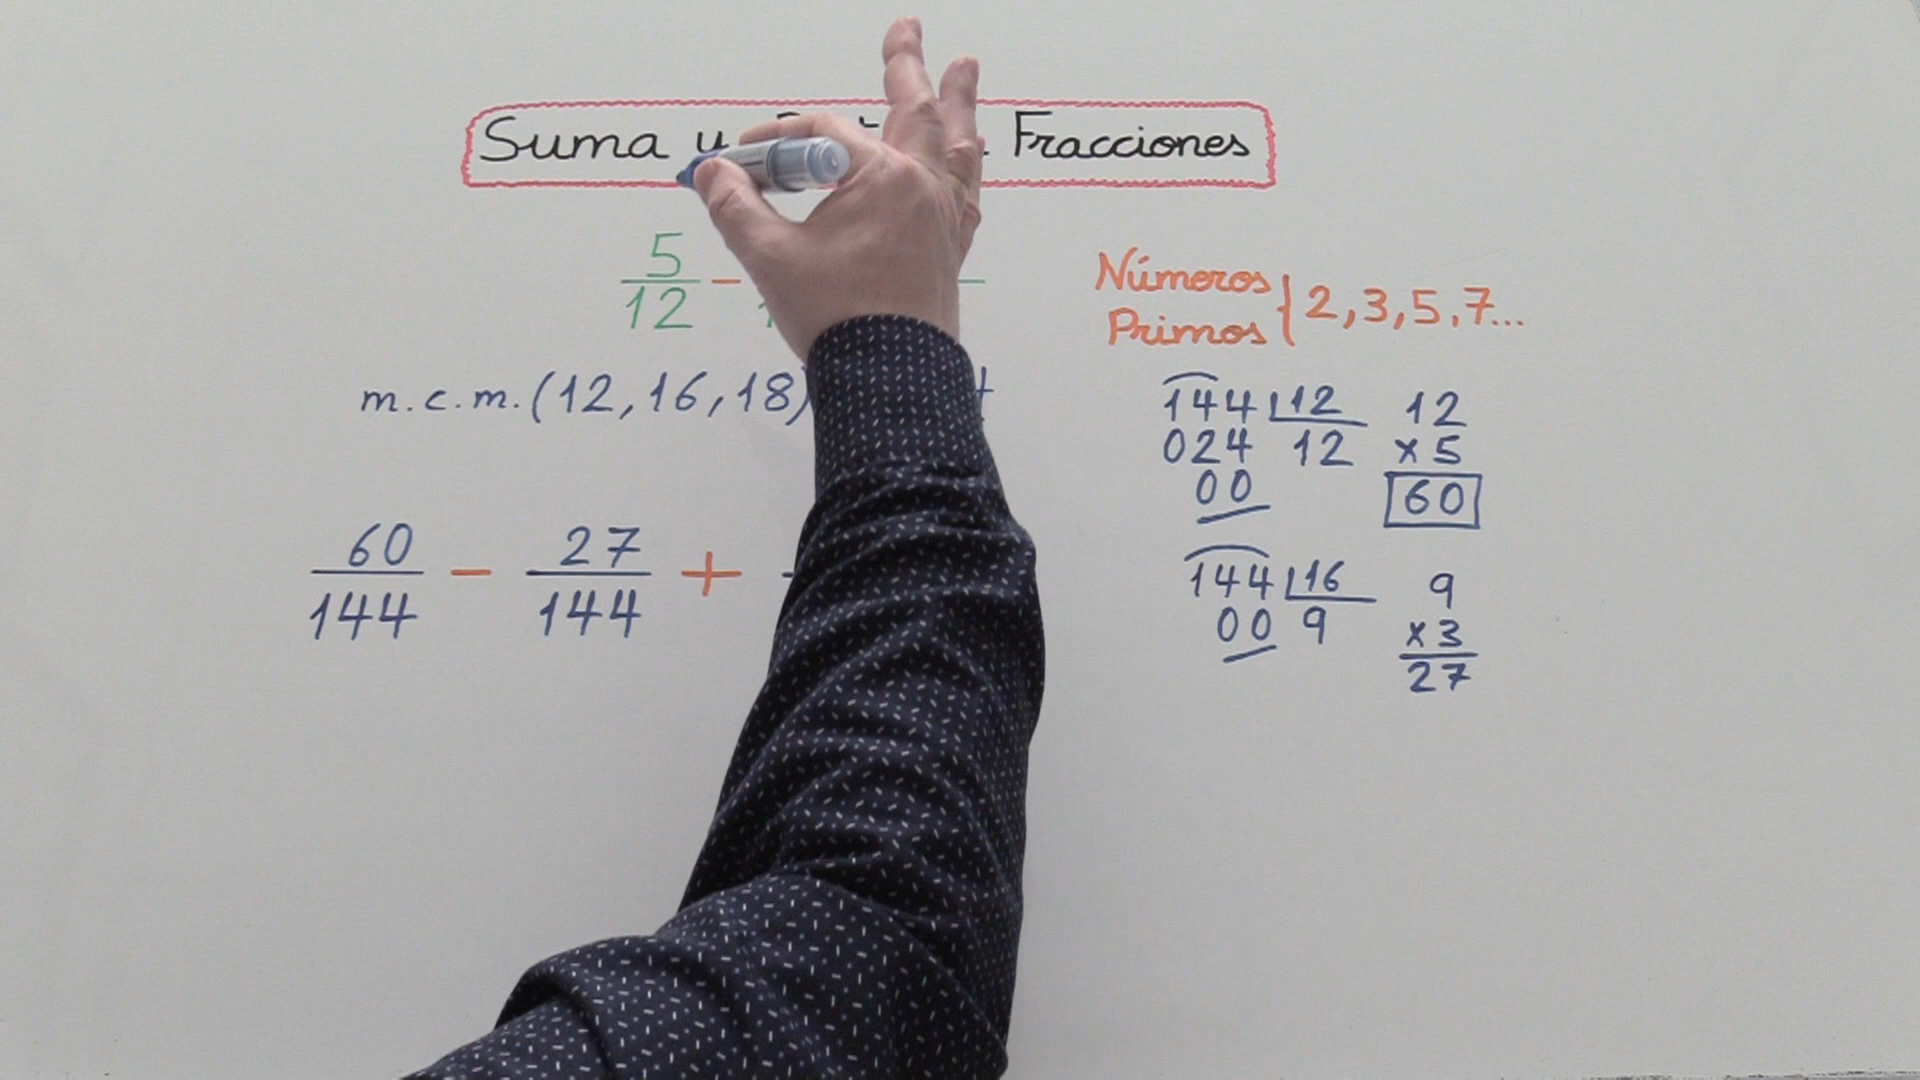 Suma y Fracciones
5
12 −
m.c.m.(12,16,18)
60 − 27 +
144 144
Números
Primos { 2,3,5,7...
144 12 12
024 12 x5
00 60
144 16 9
00 9 x3
27